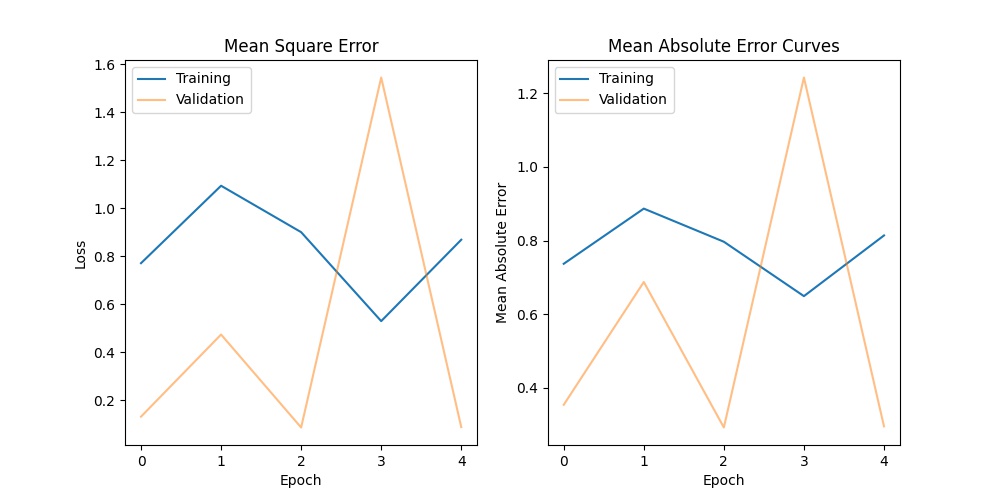 Mean Square Error
Training
Validation
1.6
1.4
1.2
1.0
0.8
0.6
0.4
0.2
Loss
0
1
2
3
4
Epoch
Mean Absolute Error Curves
Training
Validation
1.2
1.0
0.8
0.6
0.4
Mean Absolute Error
0
1
2
3
4
Epoch